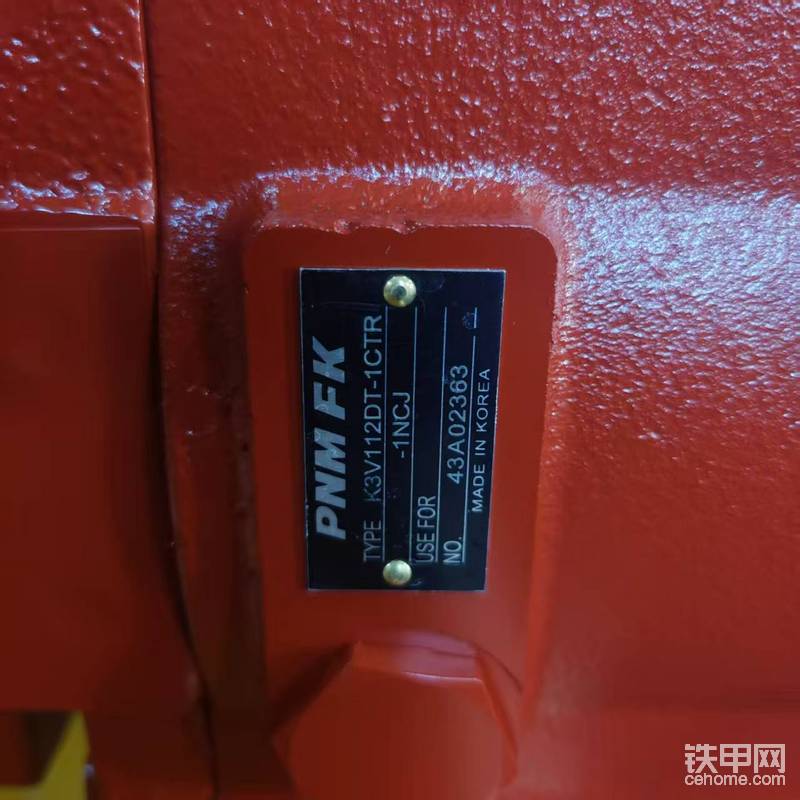 PNM FK
TYPE K3V112DT-1CTR
-1NCJ
USE FOR
NO. 43A02363
MADE IN KOREA
铁甲网
cehome.com